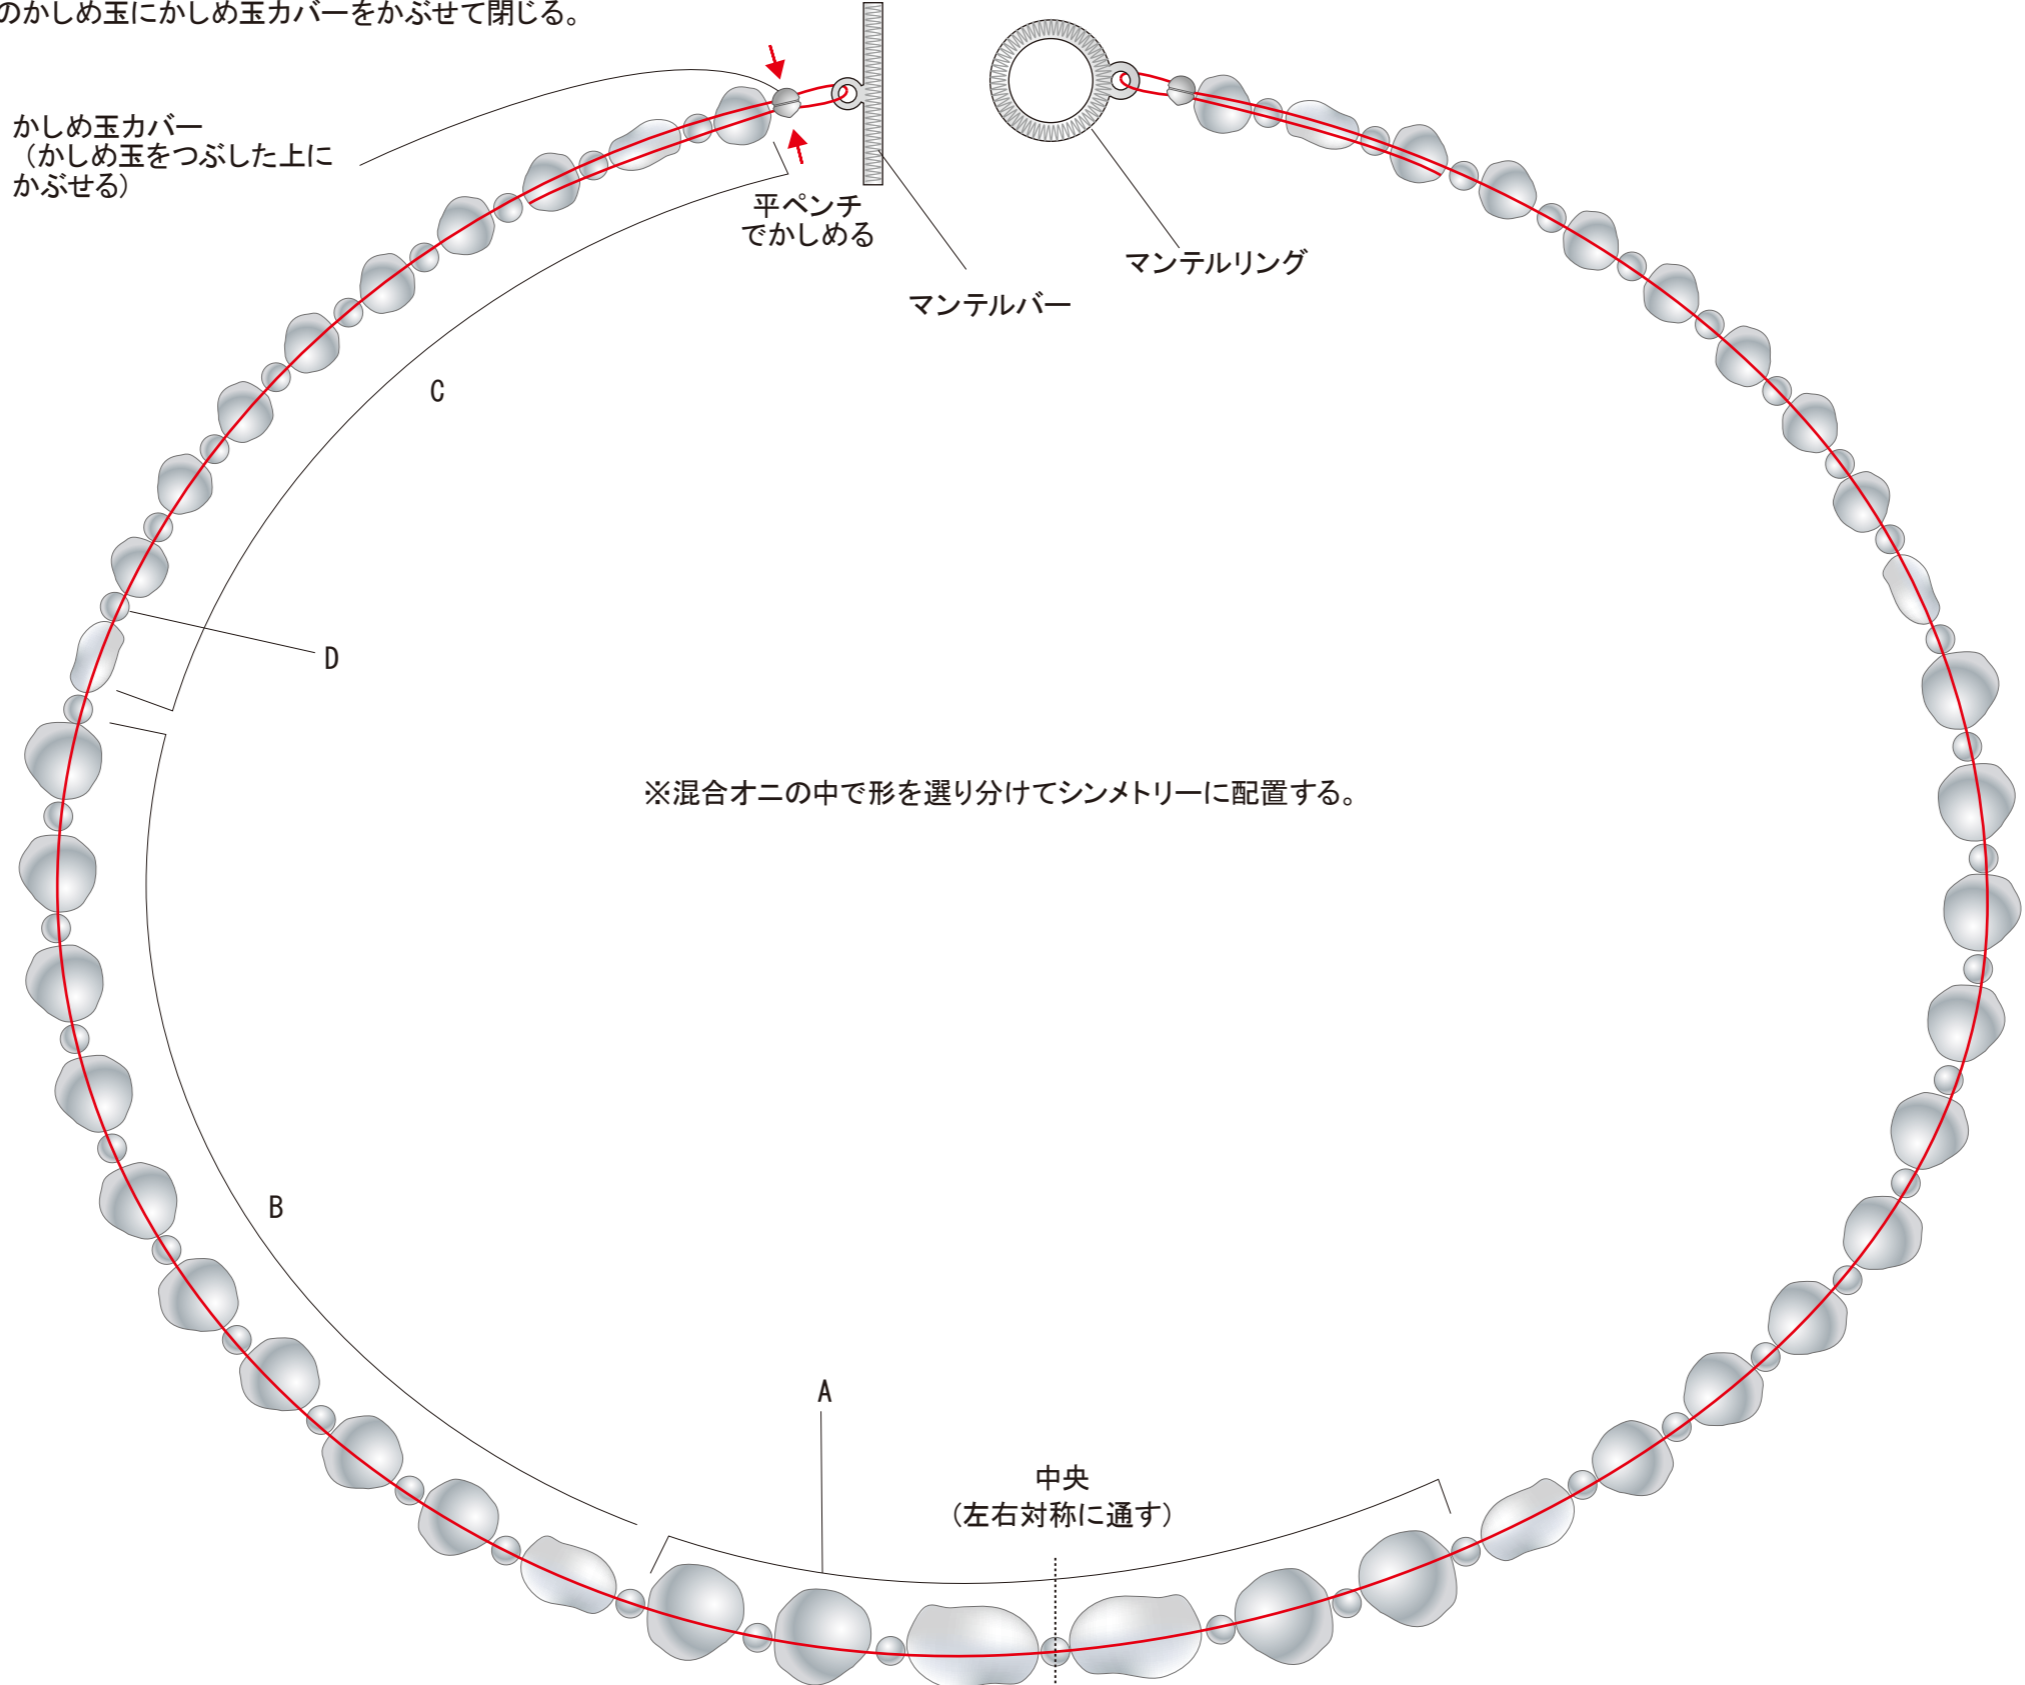 のかしめ玉にかしめ玉カバーをかぶせて閉じる。
かしめ玉カバー
（かしめ玉をつぶした上に
かぶせる）
平ペンチ
でかしめる
マンテルリング
マンテルバー
C
D
※混合オニの中で形を選り分けてシンメトリーに配置する。
B
A
中央
（左右対称に通す）